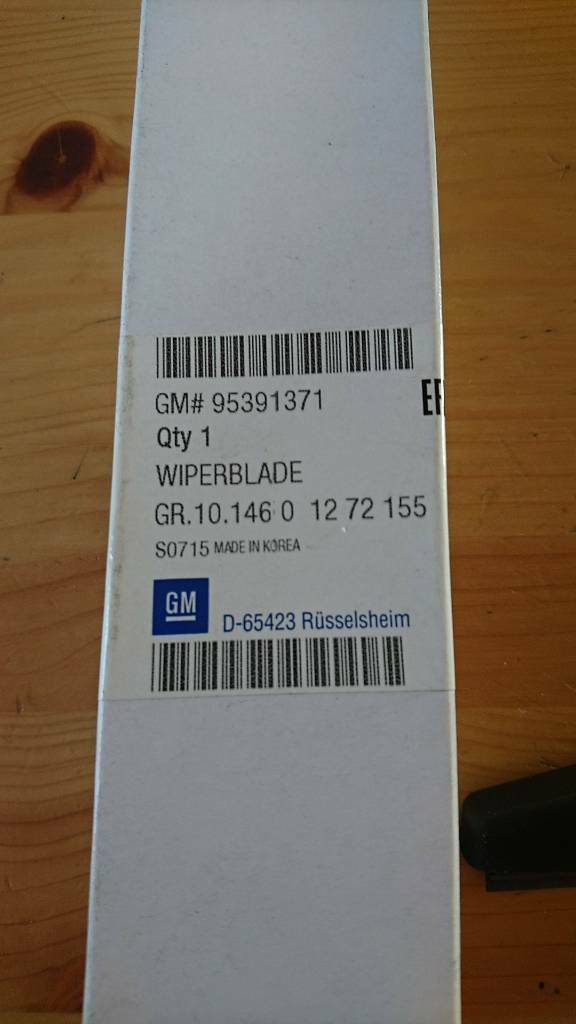 GM# 95391371
Qty 1
WIPERBLADE
GR.10.146 0 12 72 155
S0715 MADE IN KOREA
GM
D-65423 Rüsselsheim